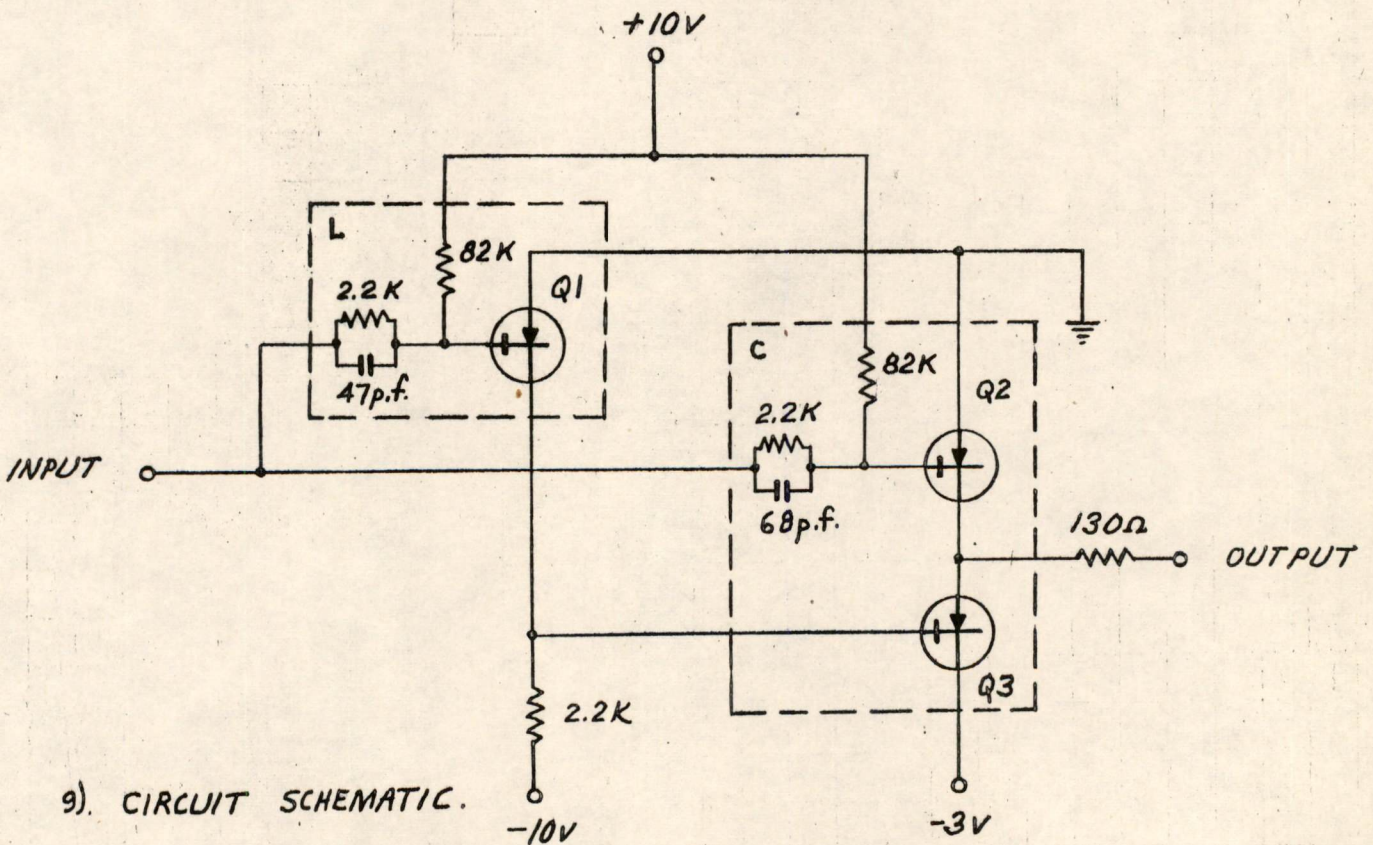 +10V
L
82K
Q1
2.2K
47p.f.
C
82K
Q2
2.2K
68p.f.
INPUT
130Ω
OUTPUT
Q3
2.2K
9). CIRCUIT SCHEMATIC.
-10V
-3V